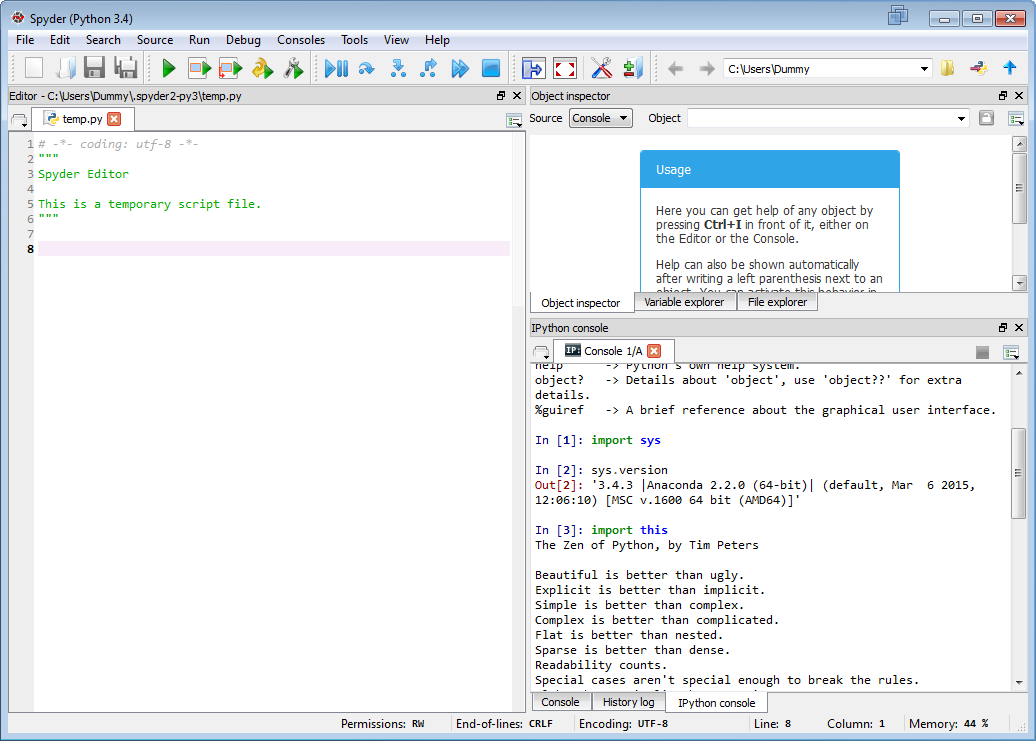 Spyder (Python 3.4)
File Edit Search Source Run Debug Consoles Tools View Help
C:\Users\Dummy
Editor - C:\Users\Dummy\.spyder2-py3\temp.py
temp.py
1 # -*- coding: utf-8 -*-
2 """
3 Spyder Editor
4
5 This is a temporary script file.
6 """
7
8
Object inspector
Source Console Object
Usage
Here you can get help of any object by
pressing Ctrl+I in front of it, either on
the Editor or the Console.
Help can also be shown automatically
after writing a left parenthesis next to an
object. You can activate this behavior in
Object inspector Variable explorer File explorer
IPython console
IP: Console 1/A
help -> Python's own help system.
object? -> Details about 'object', use 'object??' for extra
details.
%guiref -> A brief reference about the graphical user interface.
In [1]: import sys
In [2]: sys.version
Out[2]: '3.4.3 |Anaconda 2.2.0 (64-bit)| (default, Mar  6 2015,
12:06:10) [MSC v.1600 64 bit (AMD64)]'
In [3]: import this
The Zen of Python, by Tim Peters
Beautiful is better than ugly.
Explicit is better than implicit.
Simple is better than complex.
Complex is better than complicated.
Flat is better than nested.
Sparse is better than dense.
Readability counts.
Special cases aren't special enough to break the rules.
Console History log IPython console
Permissions: RW End-of-lines: CRLF Encoding: UTF-8 Line: 8 Column: 1 Memory: 44 %